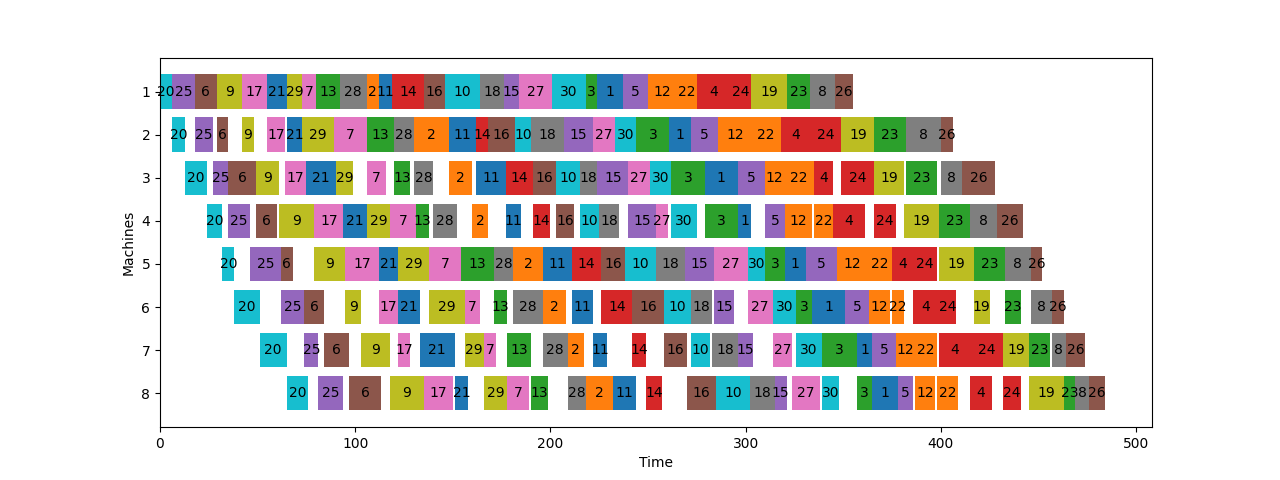 1 20 25 6 9 17 21 29 7 13 28 2 11 14 16 10 18 15 27 30 3 1 5 12 22 4 24 19 23 8 26
2 20 25 6 9 17 21 29 7 13 28 2 11 14 16 10 18 15 27 30 3 1 5 12 22 4 24 19 23 8 26
3 20 25 6 9 17 21 29 7 13 28 2 11 14 16 10 18 15 27 30 3 1 5 12 22 4 24 19 23 8 26
4 20 25 6 9 17 21 29 7 13 28 2 11 14 16 10 18 15 27 30 3 1 5 12 22 4 24 19 23 8 26
5 20 25 6 9 17 21 29 7 13 28 2 11 14 16 10 18 15 27 30 3 1 5 12 22 4 24 19 23 8 26
6 20 25 6 9 17 21 29 7 13 28 2 11 14 16 10 18 15 27 30 3 1 5 12 22 4 24 19 23 8 26
7 20 25 6 9 17 21 29 7 13 28 2 11 14 16 10 18 15 27 30 3 1 5 12 22 4 24 19 23 8 26
8 20 25 6 9 17 21 29 7 13 28 2 11 14 16 10 18 15 27 30 3 1 5 12 22 4 24 19 23 8 26
Machines
0 100 200 300 400 500
Time